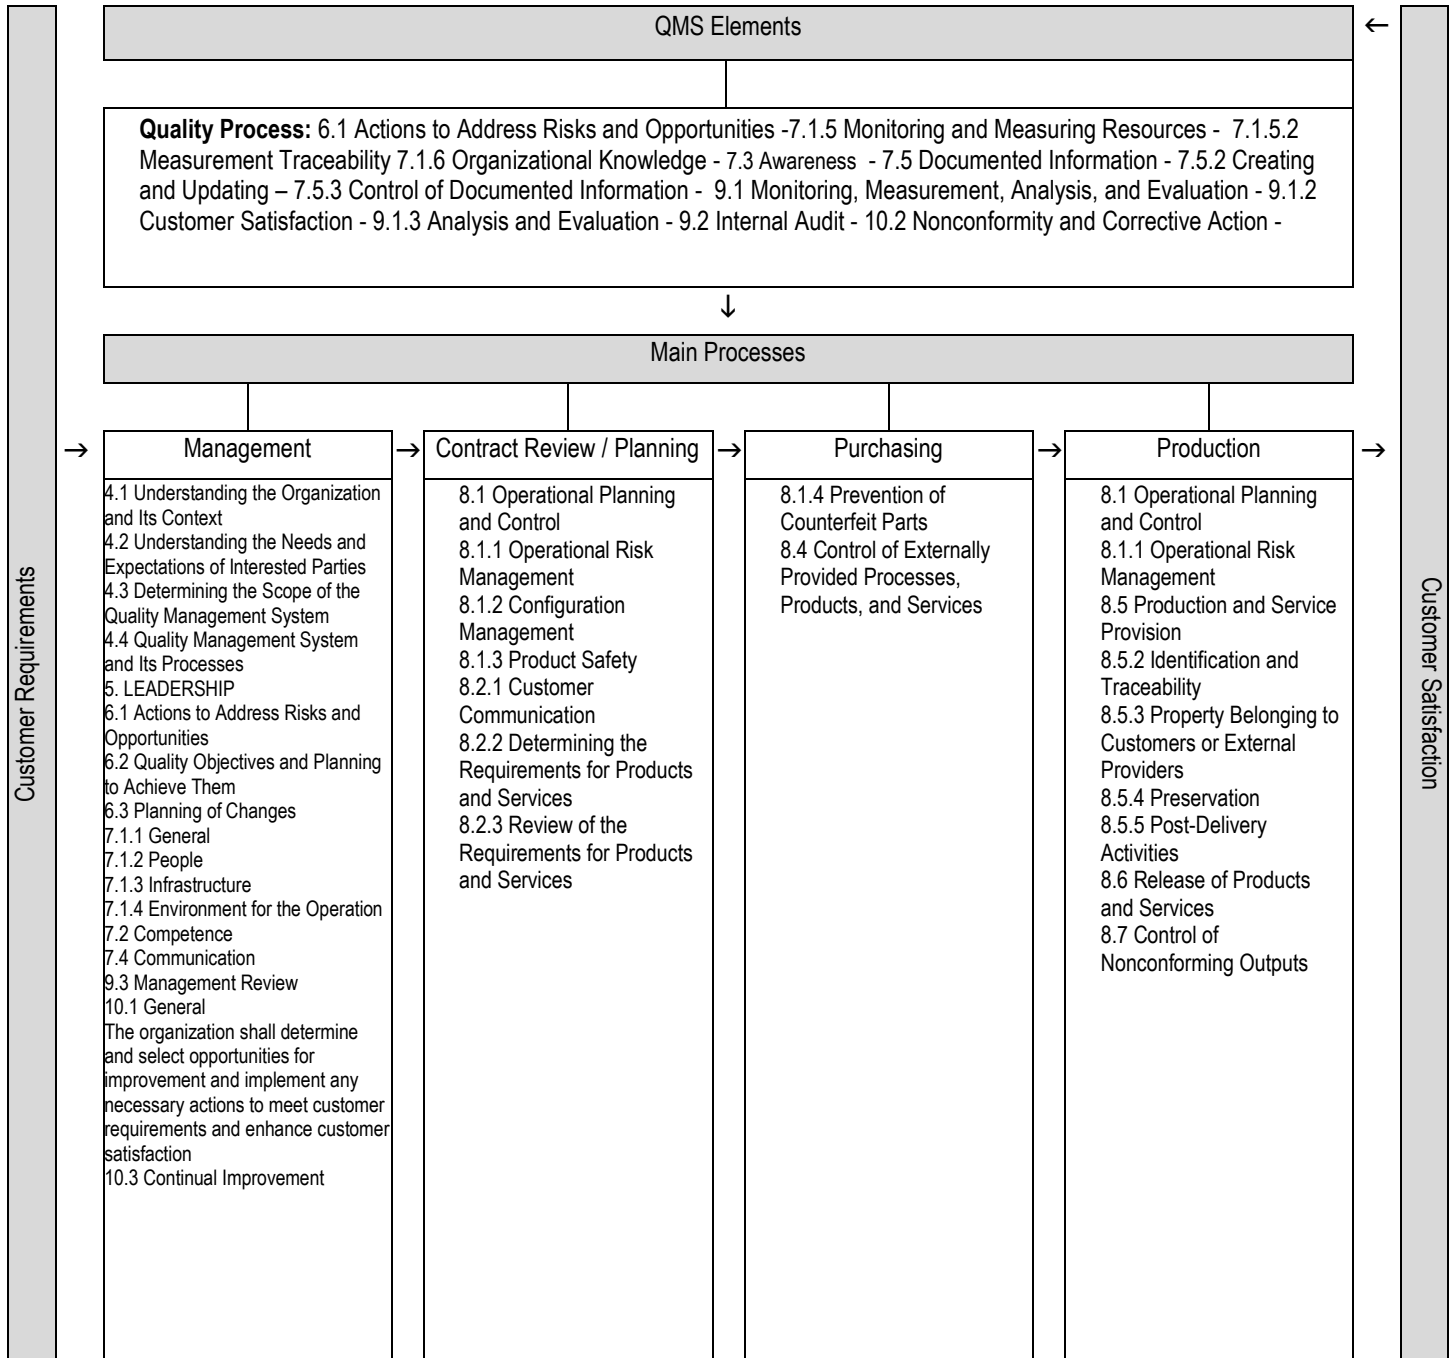 QMS Elements
←
Quality Process: 6.1 Actions to Address Risks and Opportunities -7.1.5 Monitoring and Measuring Resources - 7.1.5.2
Measurement Traceability 7.1.6 Organizational Knowledge - 7.3 Awareness - 7.5 Documented Information - 7.5.2 Creating
and Updating – 7.5.3 Control of Documented Information - 9.1 Monitoring, Measurement, Analysis, and Evaluation - 9.1.2
Customer Satisfaction - 9.1.3 Analysis and Evaluation - 9.2 Internal Audit - 10.2 Nonconformity and Corrective Action -
↓
Main Processes
Customer Requirements
→
Management
4.1 Understanding the Organization
and Its Context
4.2 Understanding the Needs and
Expectations of Interested Parties
4.3 Determining the Scope of the
Quality Management System
4.4 Quality Management System
and Its Processes
5. LEADERSHIP
6.1 Actions to Address Risks and
Opportunities
6.2 Quality Objectives and Planning
to Achieve Them
6.3 Planning of Changes
7.1.1 General
7.1.2 People
7.1.3 Infrastructure
7.1.4 Environment for the Operation
7.2 Competence
7.4 Communication
9.3 Management Review
10.1 General
The organization shall determine
and select opportunities for
improvement and implement any
necessary actions to meet customer
requirements and enhance customer
satisfaction
10.3 Continual Improvement
→
Contract Review / Planning
8.1 Operational Planning
and Control
8.1.1 Operational Risk
Management
8.1.2 Configuration
Management
8.1.3 Product Safety
8.2.1 Customer
Communication
8.2.2 Determining the
Requirements for Products
and Services
8.2.3 Review of the
Requirements for Products
and Services
→
Purchasing
8.1.4 Prevention of
Counterfeit Parts
8.4 Control of Externally
Provided Processes,
Products, and Services
→
Production
8.1 Operational Planning
and Control
8.1.1 Operational Risk
Management
8.5 Production and Service
Provision
8.5.2 Identification and
Traceability
8.5.3 Property Belonging to
Customers or External
Providers
8.5.4 Preservation
8.5.5 Post-Delivery
Activities
8.6 Release of Products
and Services
8.7 Control of
Nonconforming Outputs
→
Customer Satisfaction